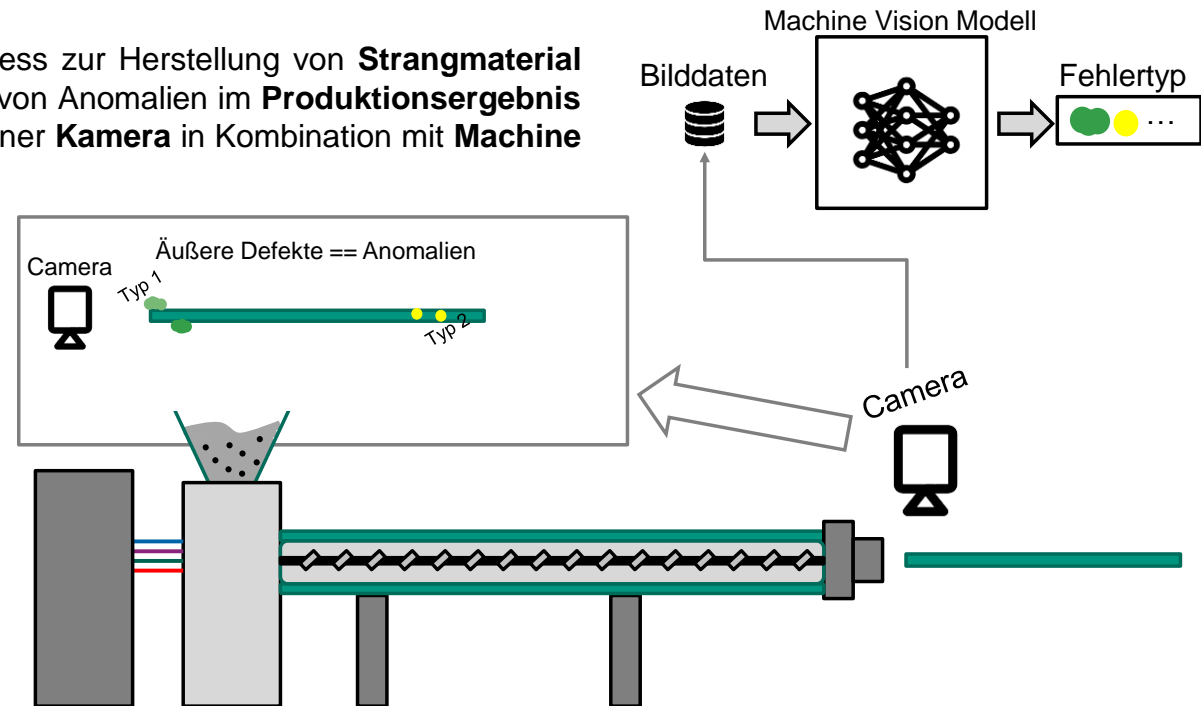 ess zur Herstellung von Strangmaterial
von Anomalien im Produktionsergebnis
ner Kamera in Kombination mit Machine
Machine Vision Modell
Bilddaten
Fehlertyp
...
Äußere Defekte == Anomalien
Camera
Typ 1
Typ 2
Camera